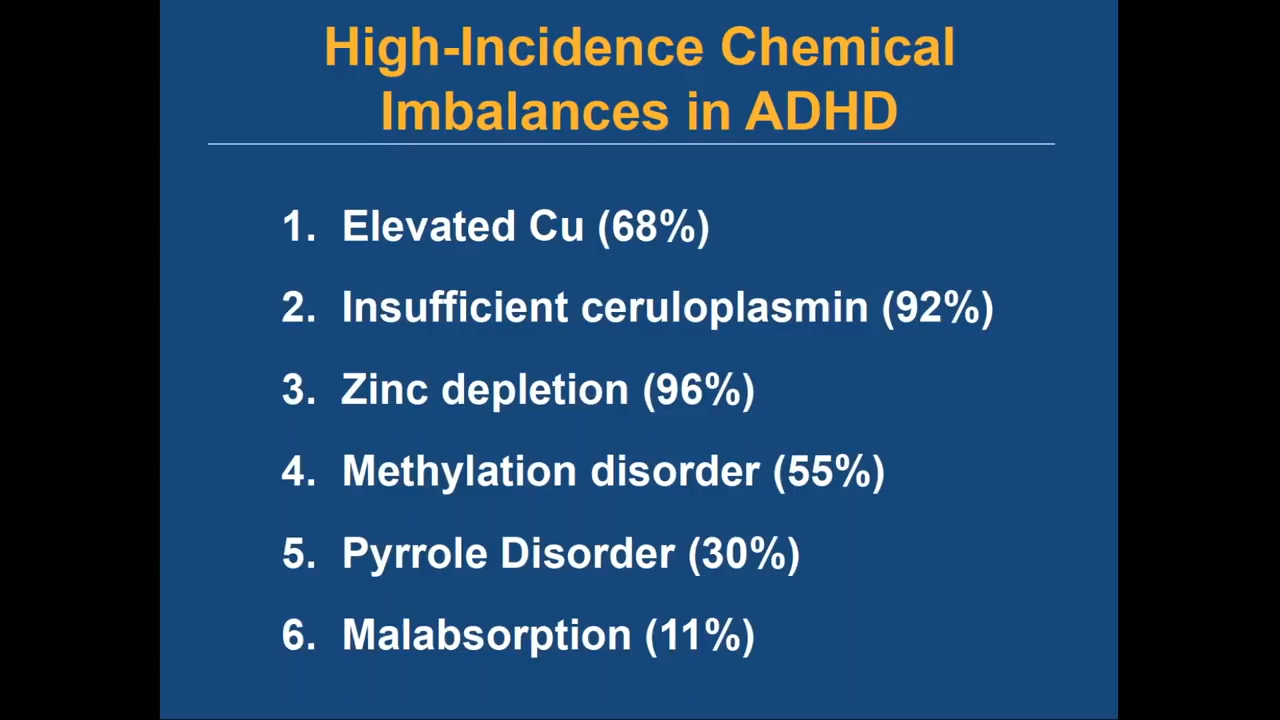 High-Incidence Chemical
Imbalances in ADHD
1. Elevated Cu (68%)
2. Insufficient ceruloplasmin (92%)
3. Zinc depletion (96%)
4. Methylation disorder (55%)
5. Pyrrole Disorder (30%)
6. Malabsorption (11%)